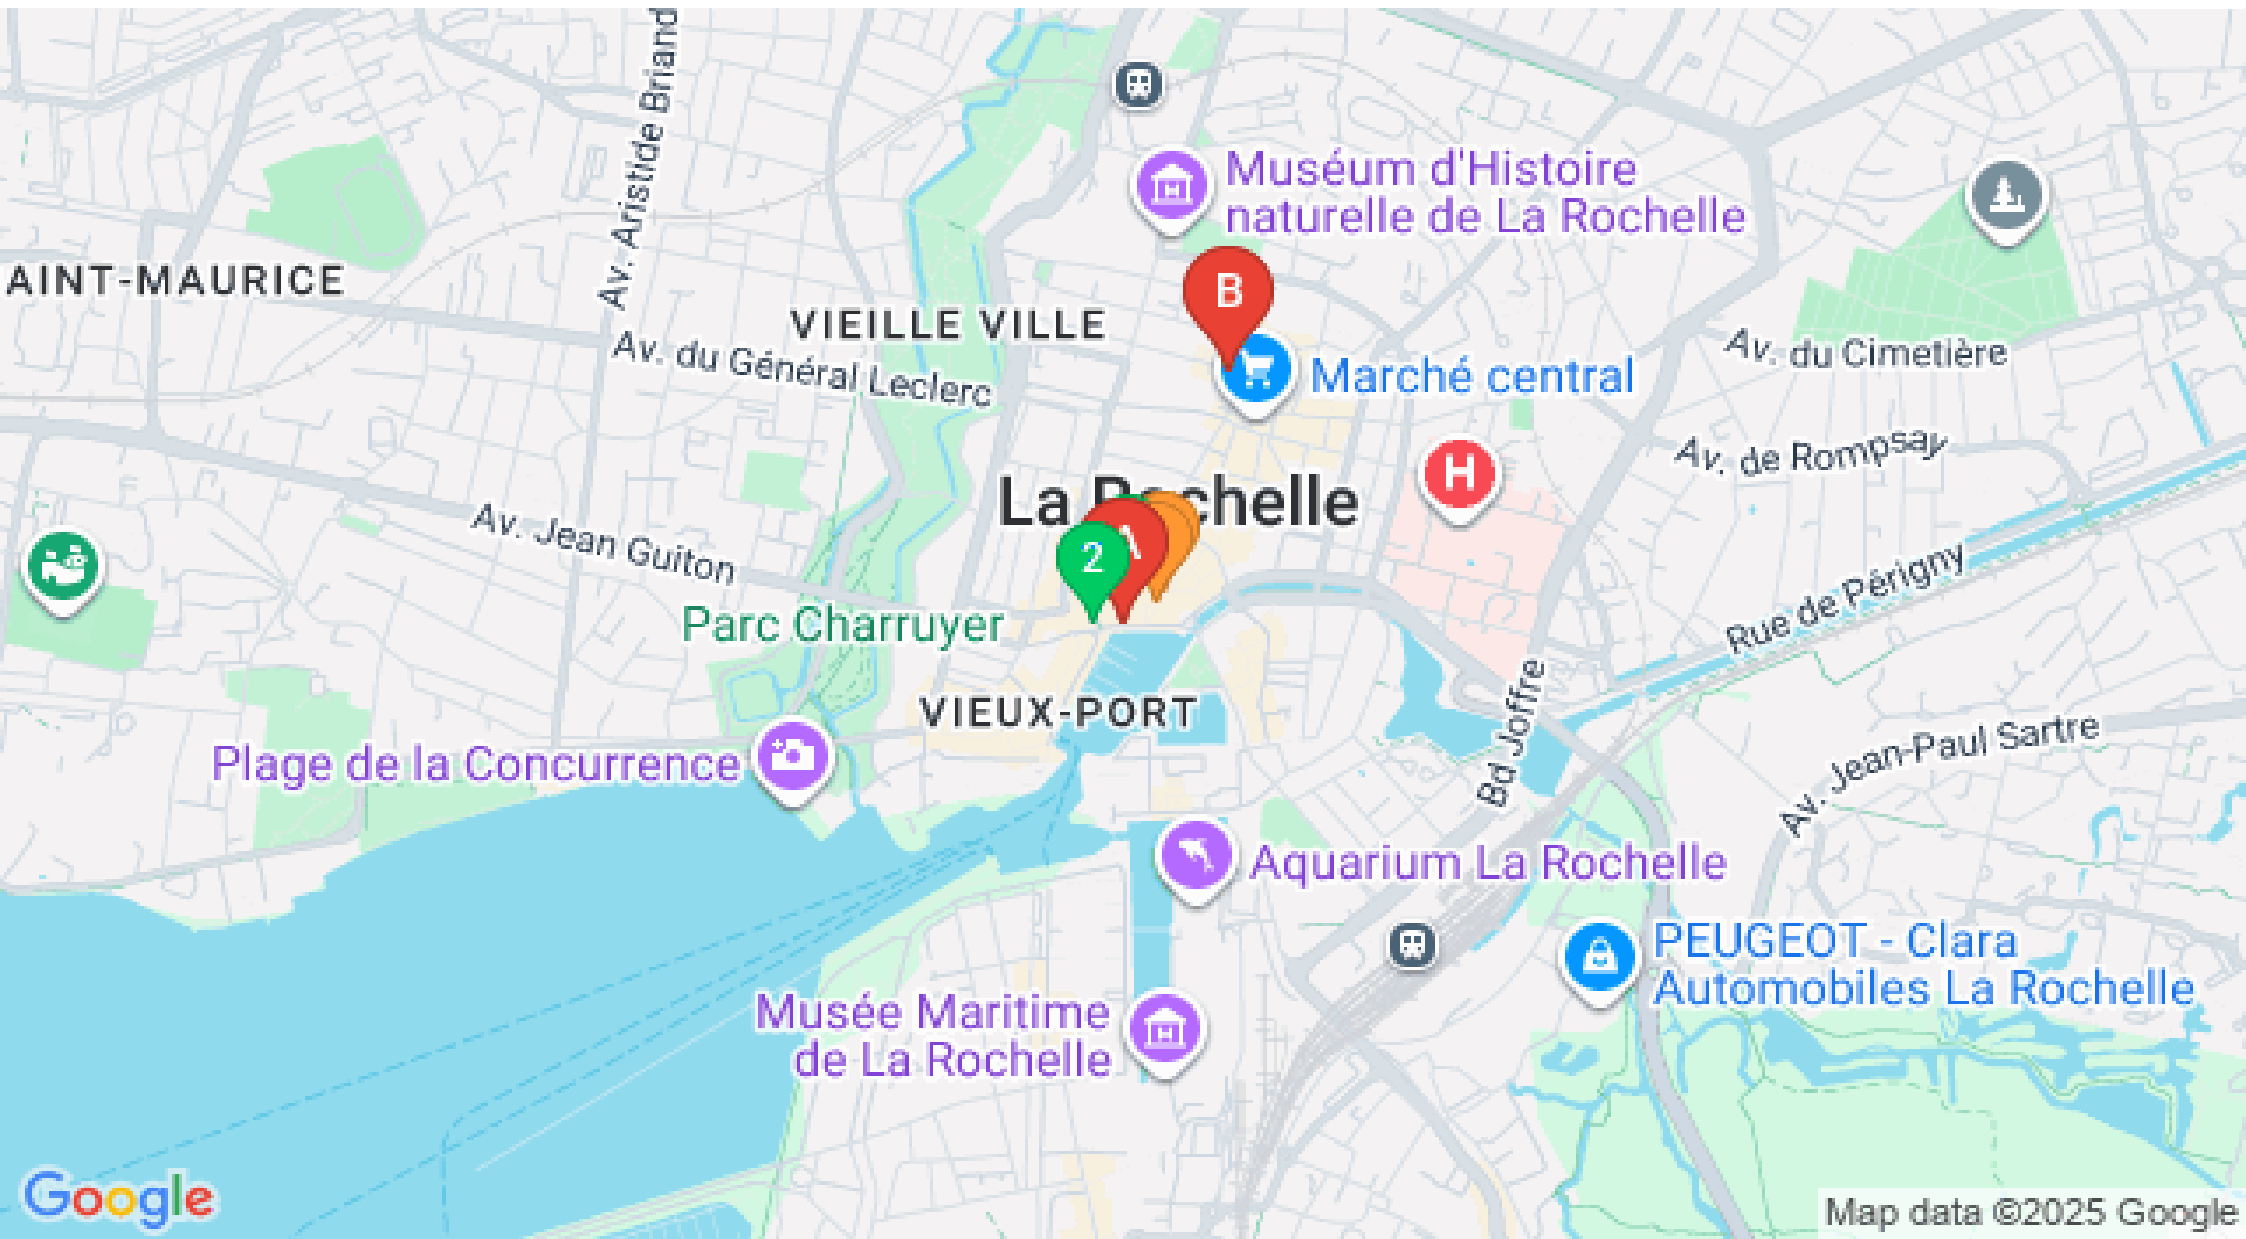 Av. Aristide Briand
Muséum d'Histoire
naturelle de La Rochelle
AINT-MAURICE
B
VIEILLE VILLE
Av. du Général Leclerc
Marché central
Av. du Cimetière
Av. de Rompsay
H
La Rochelle
Av. Jean Guiton
A
2
Parc Charruyer
Rue de Périgny
VIEUX-PORT
Bd Joffre
Av. Jean-Paul Sartre
Plage de la Concurrence
Aquarium La Rochelle
PEUGEOT - Clara
Automobiles La Rochelle
Musée Maritime
de La Rochelle
Google
Map data ©2025 Google